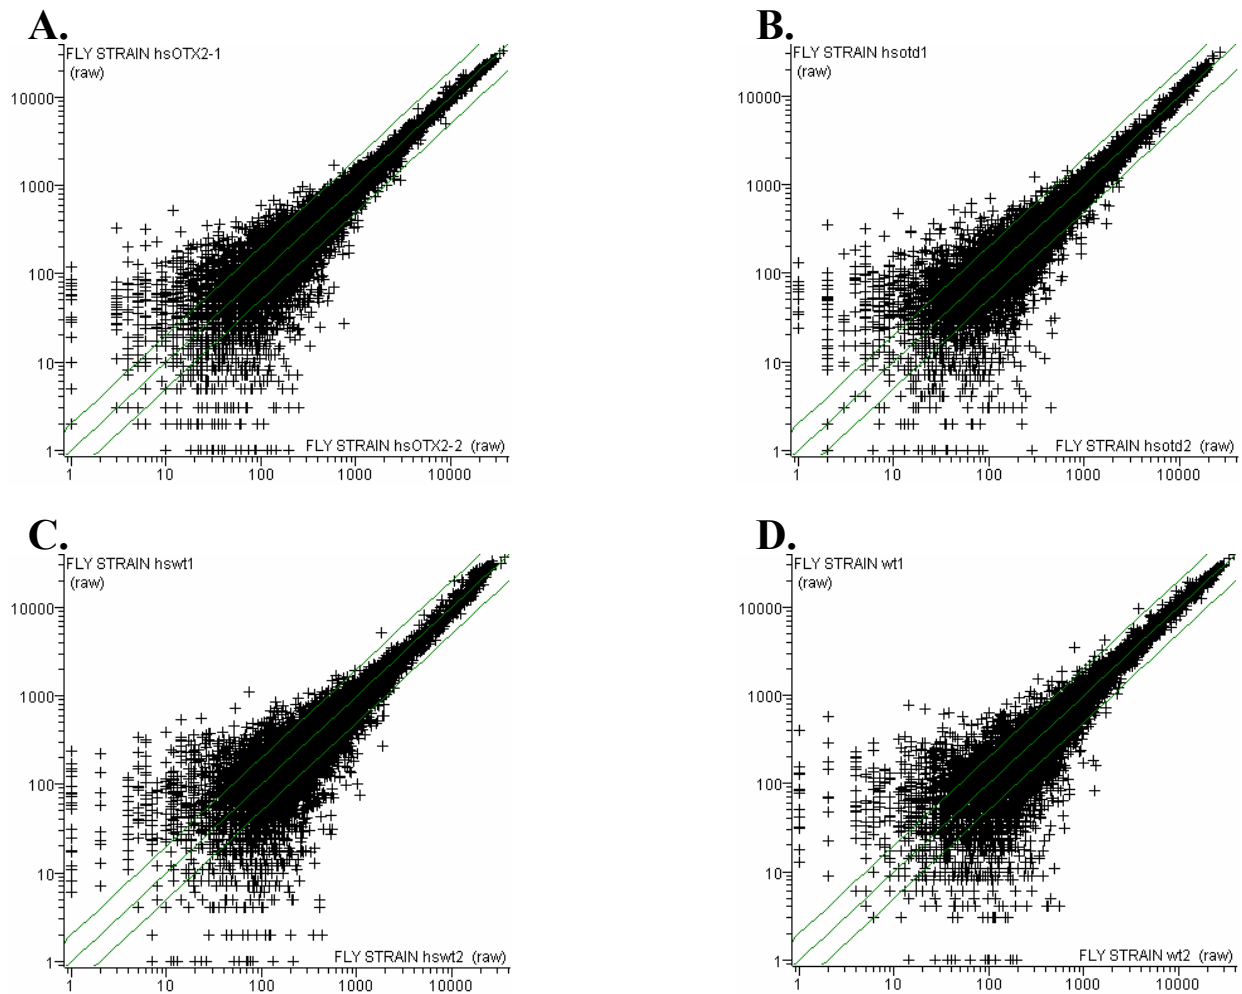 A.
FLY STRAIN hsOTX2-1
(raw)
10000
1000
100
10
1
FLY STRAIN hsOTX2-2 (raw)
1 10 100 1000 10000
B.
FLY STRAIN hsotd1
(raw)
10000
1000
100
10
1
FLY STRAIN hsotd2 (raw)
1 10 100 1000 10000
C.
FLY STRAIN hswt1
(raw)
10000
1000
100
10
1
FLY STRAIN hswt2 (raw)
1 10 100 1000 10000
D.
FLY STRAIN wt1
(raw)
10000
1000
100
10
1
FLY STRAIN wt2 (raw)
1 10 100 1000 10000